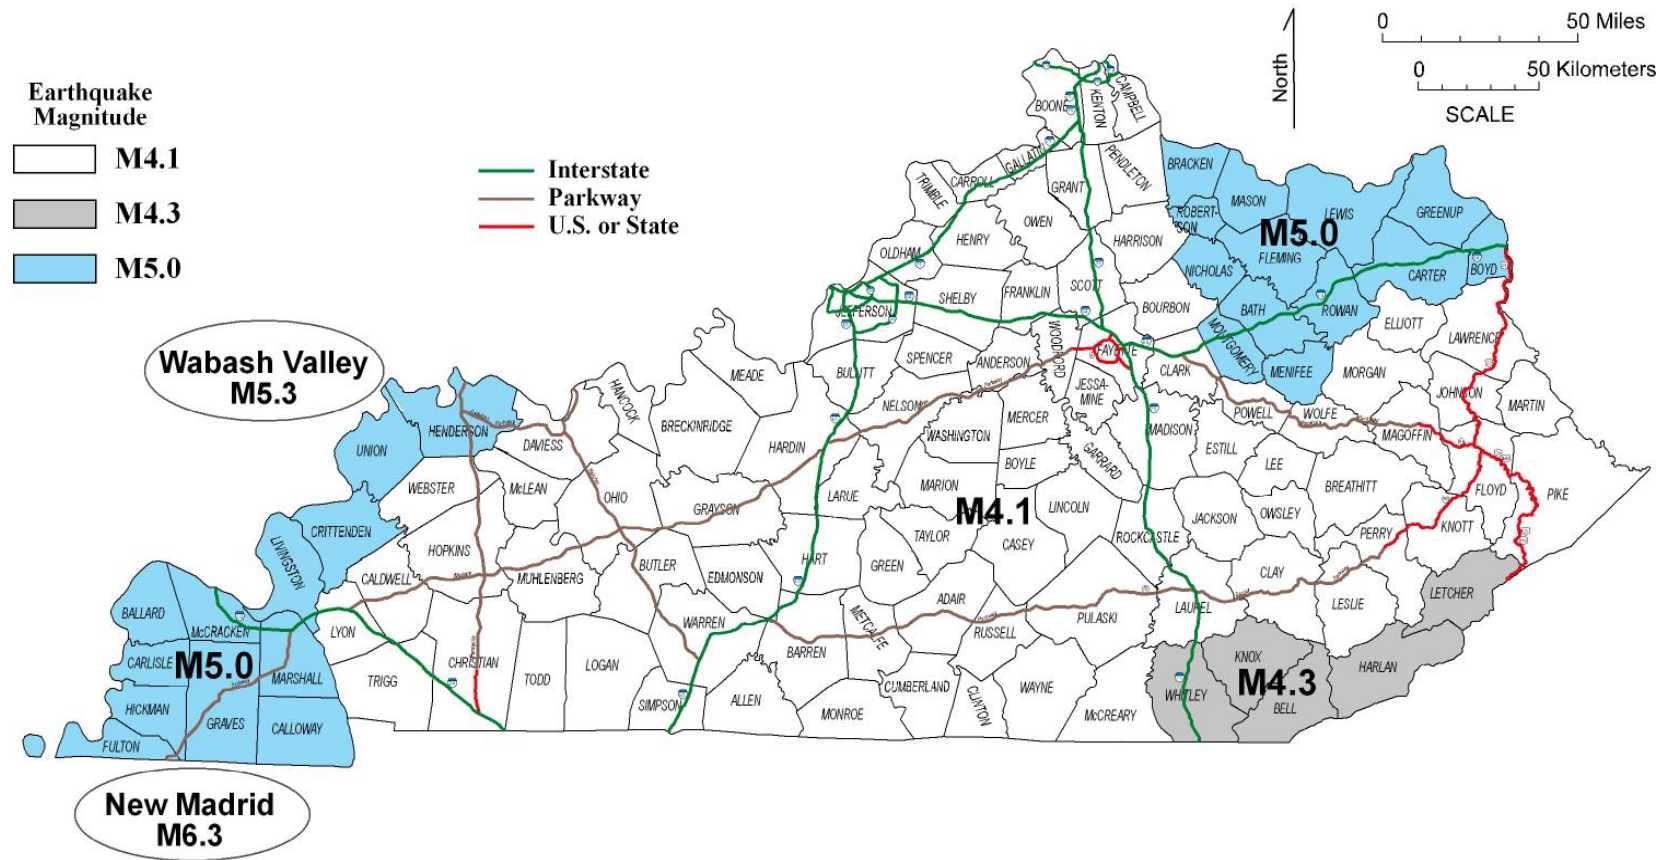 0 50 Miles
0 50 Kilometers
SCALE
North
Earthquake
Magnitude
M4.1
M4.3
M5.0
Interstate
Parkway
U.S. or State
Wabash Valley
M5.3
New Madrid
M6.3
BOONE
KENTON
CAMPBELL
GALLATIN
PENDLETON
BRACKEN
CARROLL
TRIMBLE
GRANT
MASON
ROBERT-
SON
LEWIS
GREENUP
OWEN
M5.0
FLEMING
HENRY
HARRISON
OLDHAM
NICHOLAS
CARTER
BOYD
SCOTT
SHELBY
FRANKLIN
BOURBON
BATH
ROWAN
JEFFERSON
ELLIOTT
LAWRENCE
WOODFORD
FAYETTE
MONTGOMERY
SPENCER
ANDERSON
CLARK
MENIFEE
MORGAN
BULLITT
MEADE
JESSA-
MINE
HANCOCK
NELSON
JOHNSON
MARTIN
BRECKINRIDGE
MERCER
POWELL
WOLFE
HENDERSON
DAVIESS
WASHINGTON
MADISON
MAGOFFIN
UNION
HARDIN
GARRARD
ESTILL
LEE
BOYLE
WEBSTER
McLEAN
OHIO
LARUE
MARION
BREATHITT
FLOYD
PIKE
GRAYSON
M4.1
LINCOLN
OWSLEY
JACKSON
CRITTENDEN
KNOTT
PERRY
TAYLOR
ROCKCASTLE
CASEY
LIVINGSTON
HOPKINS
HART
BUTLER
GREEN
CALDWELL
MUHLENBERG
EDMONSON
CLAY
LETCHER
ADAIR
LESLIE
LAUREL
BALLARD
McCRACKEN
LYON
WARREN
METCALFE
RUSSELL
PULASKI
BARREN
KNOX
CARLISLE
M5.0
MARSHALL
TRIGG
CHRISTIAN
TODD
LOGAN
HARLAN
M4.3
CUMBERLAND
WAYNE
WHITLEY
BELL
HICKMAN
GRAVES
CALLOWAY
SIMPSON
ALLEN
MONROE
CLINTON
McCREARY
FULTON